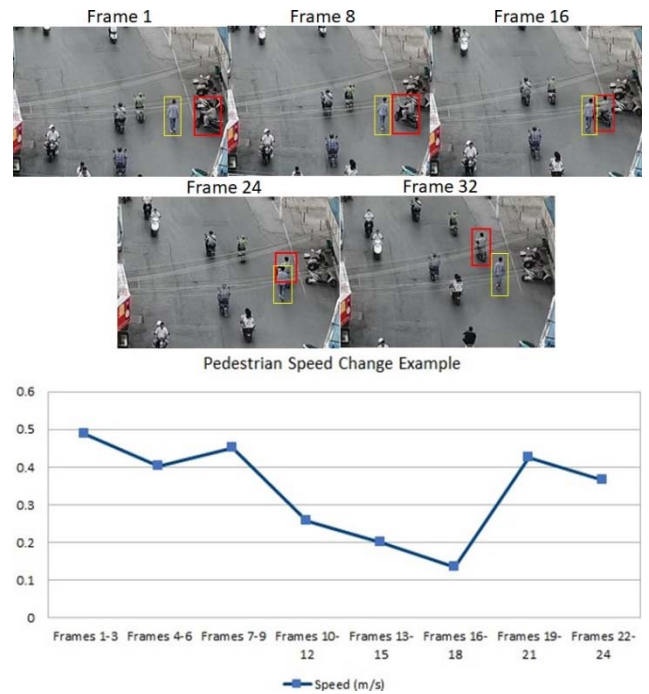 Frame 1 Frame 8 Frame 16
Frame 24 Frame 32
Pedestrian Speed Change Example
0.6
0.5
0.4
0.3
0.2
0.1
0
Frames 1-3 Frames 4-6 Frames 7-9 Frames 10- Frames 13- Frames 16- Frames 19- Frames 22-
12 15 18 21 24
Speed (m/s)